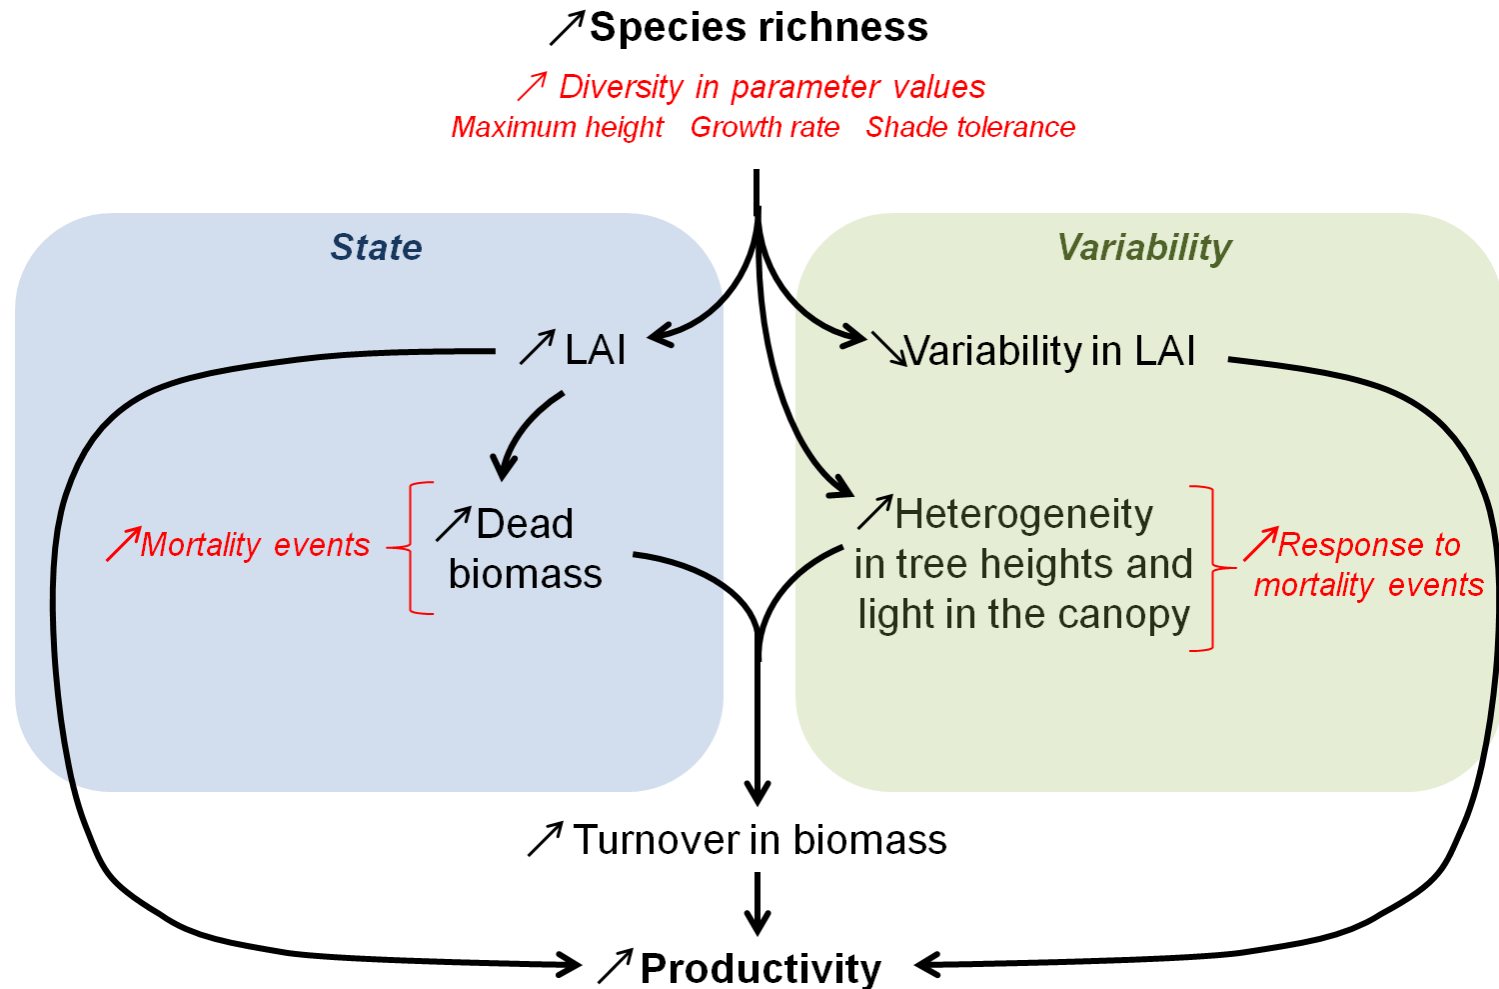 ↗Species richness
↗ Diversity in parameter values
Maximum height Growth rate Shade tolerance
State
Variability
↗ LAI
↘Variability in LAI
↗Mortality events
↗Dead
biomass
↗Heterogeneity
in tree heights and
light in the canopy
↗Response to
mortality events
↗ Turnover in biomass
↗ Productivity